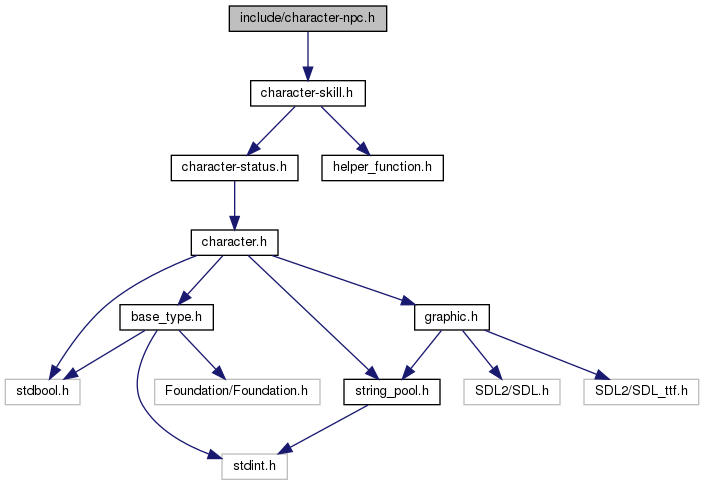 include/character-npc.h
character-skill.h
character-status.h
helper_function.h
character.h
base_type.h
graphic.h
stdbool.h
Foundation/Foundation.h
string_pool.h
SDL2/SDL.h
SDL2/SDL_ttf.h
stdint.h